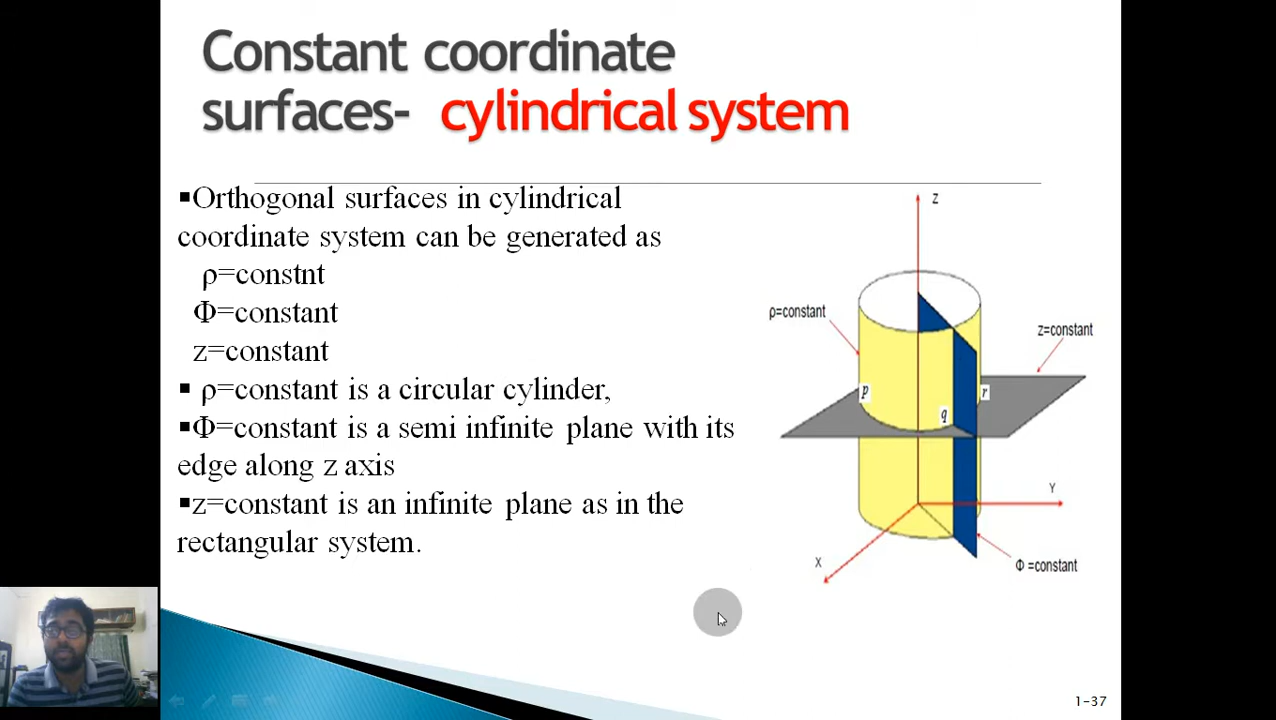 Constant coordinate
surfaces- cylindrical system
▪Orthogonal surfaces in cylindrical
coordinate system can be generated as
ρ=constnt
Φ=constant
z=constant
▪ ρ=constant is a circular cylinder,
▪Φ=constant is a semi infinite plane with its
edge along z axis
▪z=constant is an infinite plane as in the
rectangular system.
z
ρ=constant
z=constant
p
r
q
Y
X
Φ =constant
1-37